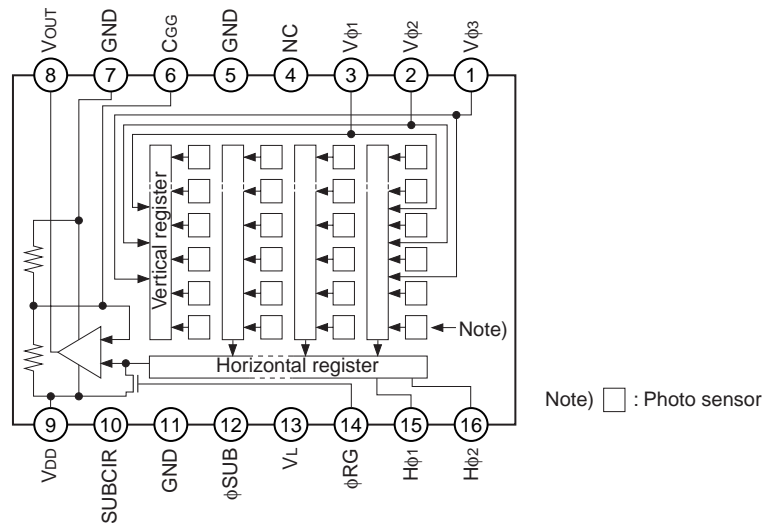 VOUT
GND
CGG
GND
NC
Vϕ1
Vϕ2
Vϕ3
8
7
6
5
4
3
2
1
Vertical register
Note)
Horizontal register
Note) : Photo sensor
9
10
11
12
13
14
15
16
VDD
SUBCIR
GND
ϕSUB
VL
ϕRG
Hϕ1
Hϕ2